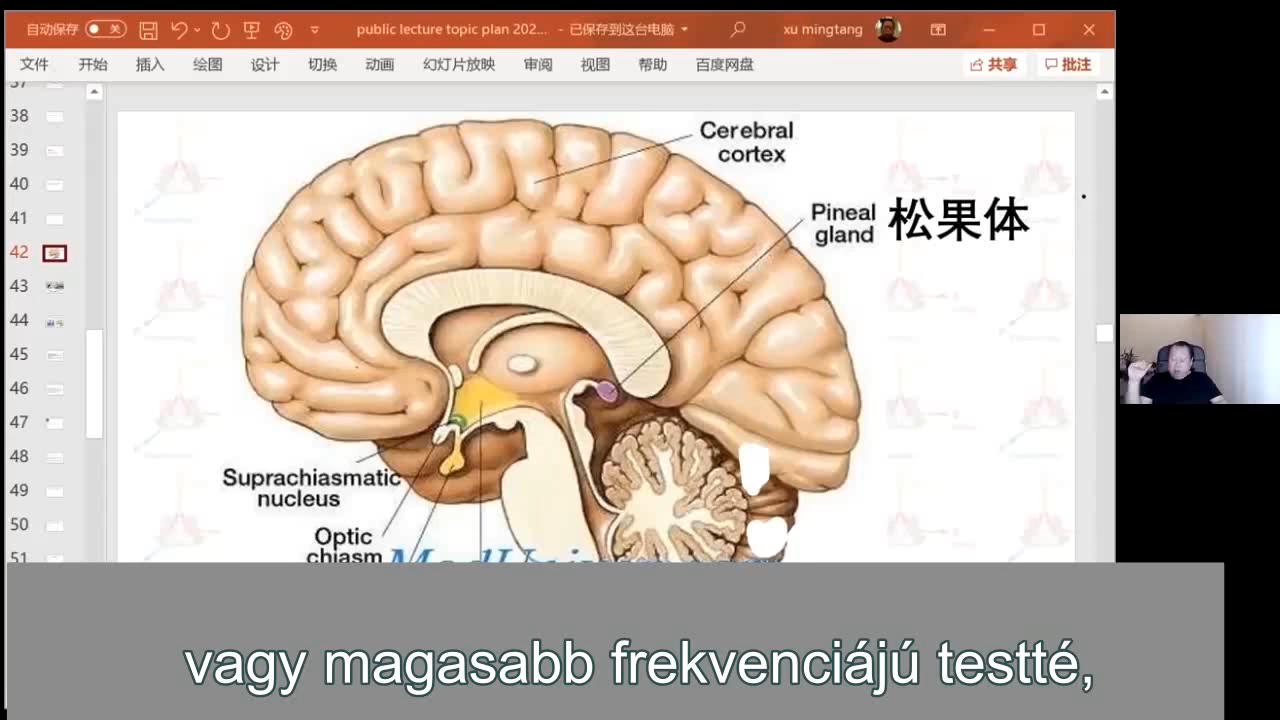 自动保存 关 public lecture topic plan 202... - 已保存到这台电脑 xu mingtang
文件 开始 插入 绘图 设计 切换 动画 幻灯片放映 审阅 视图 帮助 百度网盘 共享 批注
38
39
40
41
42
43
44
45
46
47
48
49
50
51
Cerebral
cortex
Pineal
gland 松果体
Suprachiasmatic
nucleus
Optic
chiasm
vagy magasabb frekvenciájú testté,